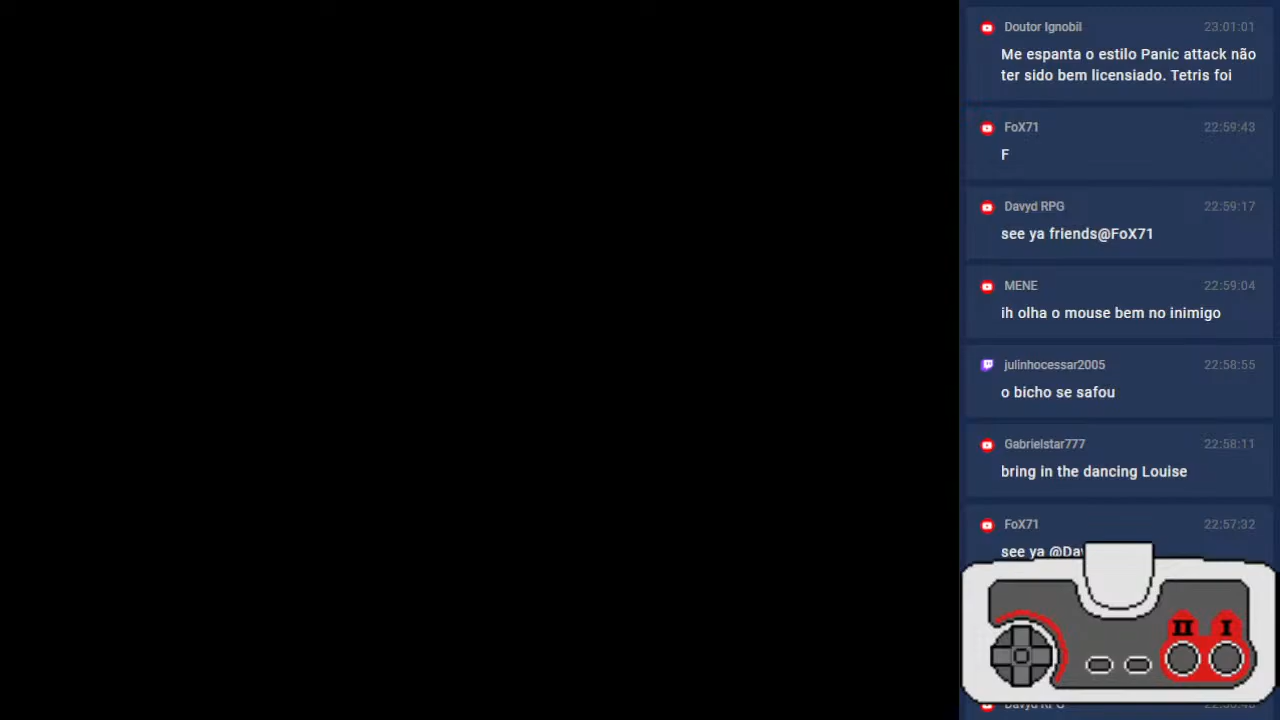 Doutor Ignobil 23:01:01
Me espanta o estilo Panic attack não
ter sido bem licensiado. Tetris foi
FoX71 22:59:43
F
Davyd RPG 22:59:17
see ya friends@FoX71
MENE 22:59:04
ih olha o mouse bem no inimigo
julinhocessar2005 22:58:55
o bicho se safou
Gabrielstar777 22:58:11
bring in the dancing Louise
FoX71 22:57:32
see ya
II I